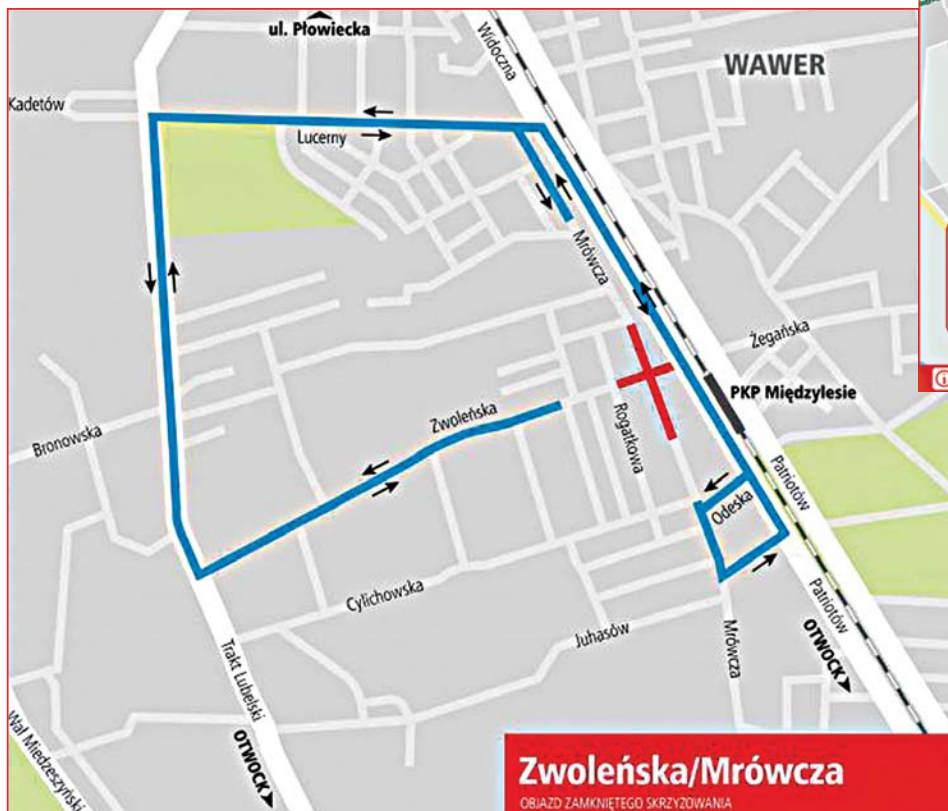 ul. Płowiecka
Widoczna
WAWER
Kadetów
Lucerny
Mrówcza
Żegańska
PKP Międzylesie
Zwoleńska
Rogatkowa
Bronowska
Patriotów
Odeska
Cylichowska
Patriotów
Juhasów
Mrówcza
OTWOCK
Trakt Lubelski
OTWOCK
Wał Miedzeszyński
Zwoleńska/Mrówcza
OBJAZD ZAMKNIĘTEGO SKRZYŻOWANIA